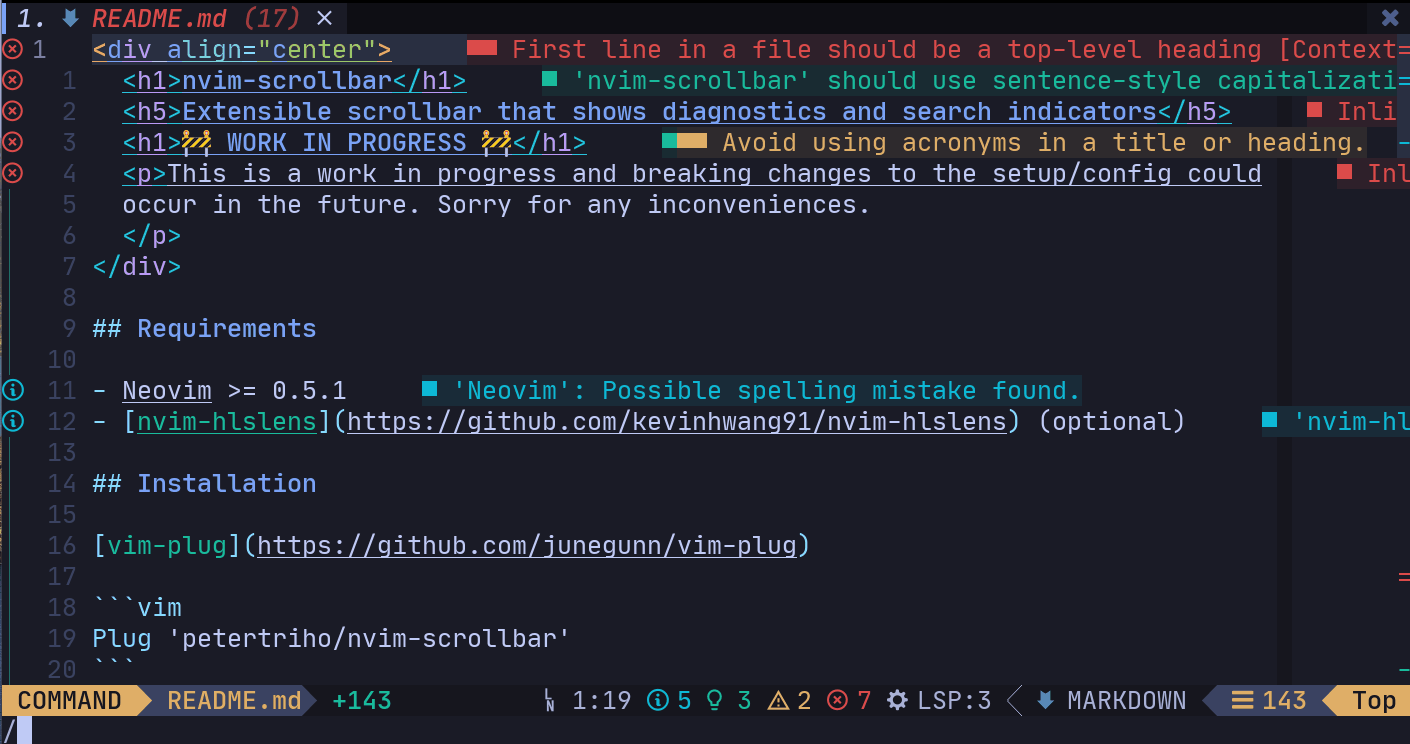 1. README.md (17) ×
1 <div align="center"> First line in a file should be a top-level heading [Context=
1 <h1>nvim-scrollbar</h1> 'nvim-scrollbar' should use sentence-style capitalizati
2 <h5>Extensible scrollbar that shows diagnostics and search indicators</h5> Inli
3 <h1>🚧 WORK IN PROGRESS 🚧</h1> Avoid using acronyms in a title or heading.
4 <p>This is a work in progress and breaking changes to the setup/config could Inl
5 occur in the future. Sorry for any inconveniences.
6 </p>
7 </div>
8
9 ## Requirements
10
11 - Neovim >= 0.5.1 'Neovim': Possible spelling mistake found.
12 - [nvim-hlslens](https://github.com/kevinhwang91/nvim-hlslens) (optional) 'nvim-hl
13
14 ## Installation
15
16 [vim-plug](https://github.com/junegunn/vim-plug)
17
18 ```vim
19 Plug 'petertriho/nvim-scrollbar'
20 ```
COMMAND README.md +143 LN 1:19 5 3 2 7 LSP:3 MARKDOWN 143 Top
/